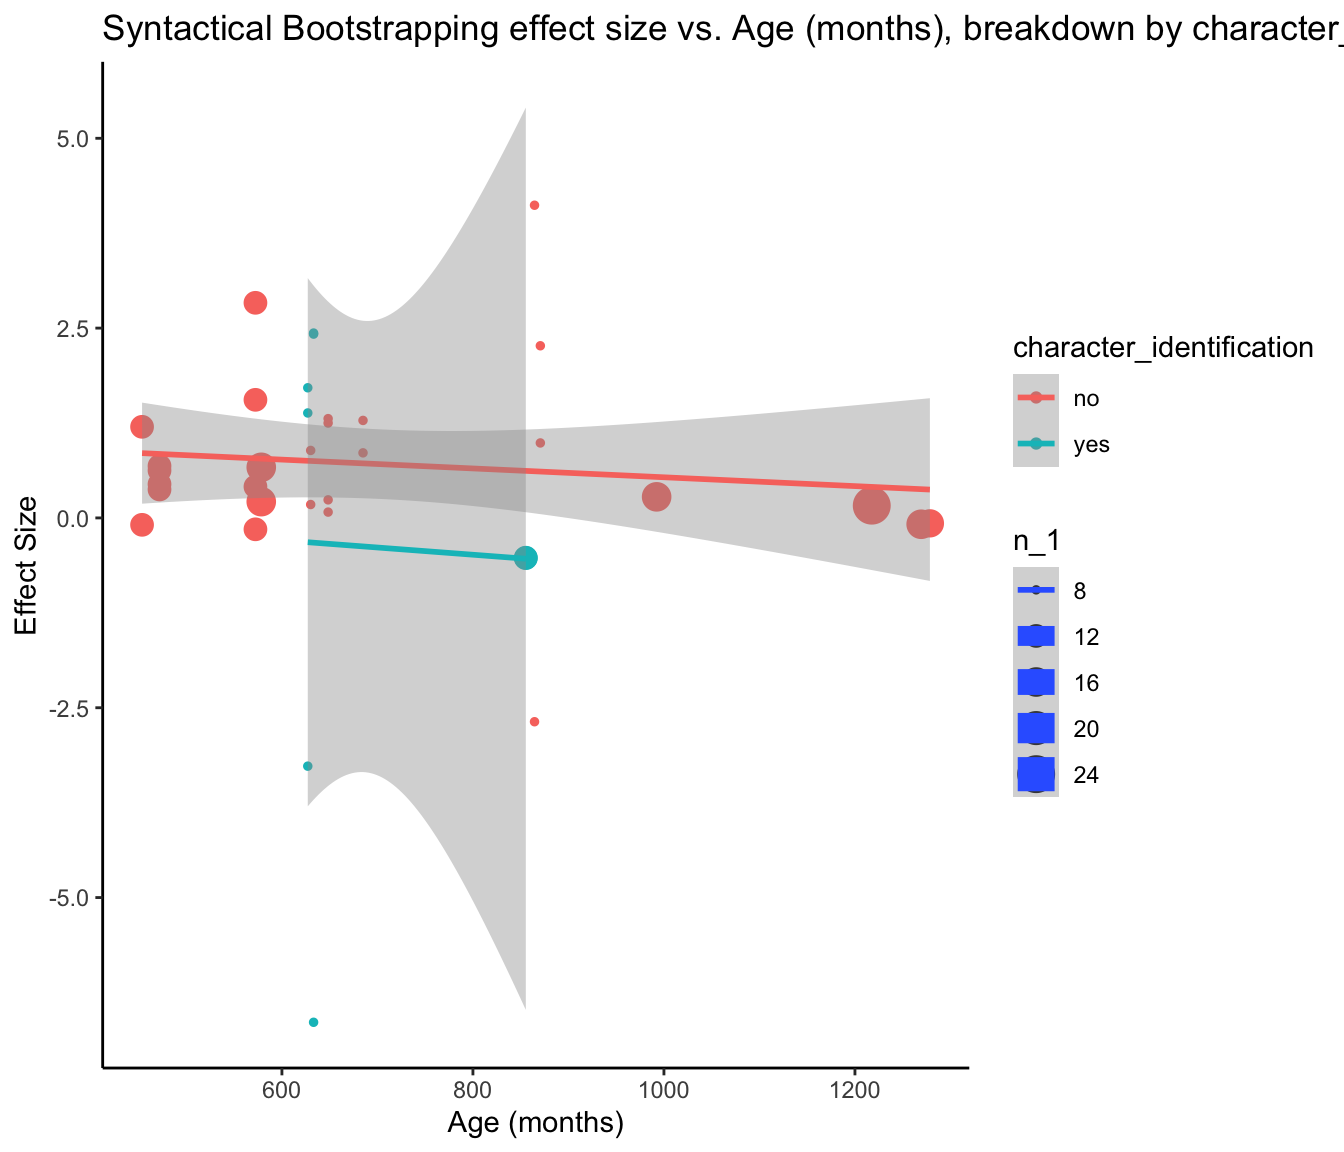 Syntactical Bootstrapping effect size vs. Age (months), breakdown by character_
5.0
2.5
0.0
-2.5
-5.0
Effect Size
600
800
1000
1200
Age (months)
character_identification
no
yes
n_1
8
12
16
20
24